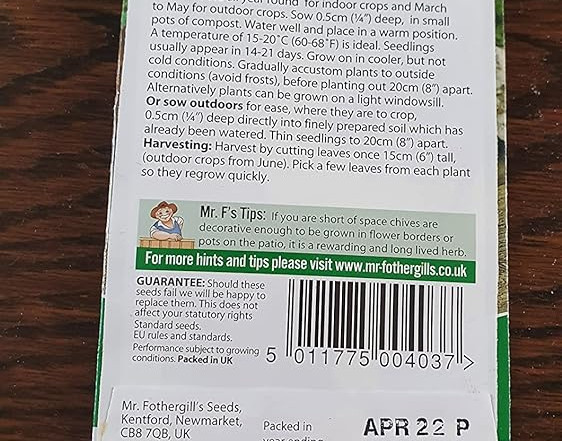 year round for indoor crops and March
to May for outdoor crops. Sow 0.5cm (¼") deep, in small
pots of compost. Water well and place in a warm position.
A temperature of 15-20˚C (60-68˚F) is ideal. Seedlings
usually appear in 14-21 days. Grow on in cooler, but not
cold conditions. Gradually accustom plants to outside
conditions (avoid frosts), before planting out 20cm (8") apart.
Alternatively plants can be grown on a light windowsill.
Or sow outdoors for ease, where they are to crop,
0.5cm (¼") deep directly into finely prepared soil which has
already been watered. Thin seedlings to 20cm (8") apart.
Harvesting: Harvest by cutting leaves once 15cm (6") tall,
(outdoor crops from June). Pick a few leaves from each plant
so they regrow quickly.
Mr. F's Tips: If you are short of space chives are
decorative enough to be grown in flower borders or
pots on the patio, it is a rewarding and long lived herb.
For more hints and tips please visit www.mr-fothergills.co.uk
GUARANTEE: Should these
seeds fail we will be happy to
replace them. This does not
affect your statutory rights
Standard seeds.
EU rules and standards.
Performance subject to growing
conditions. Packed in UK
5 011775 004037 >
Mr. Fothergill's Seeds,
Kentford, Newmarket,
CB8 7QB, UK
Packed in
year ending
APR 22 P